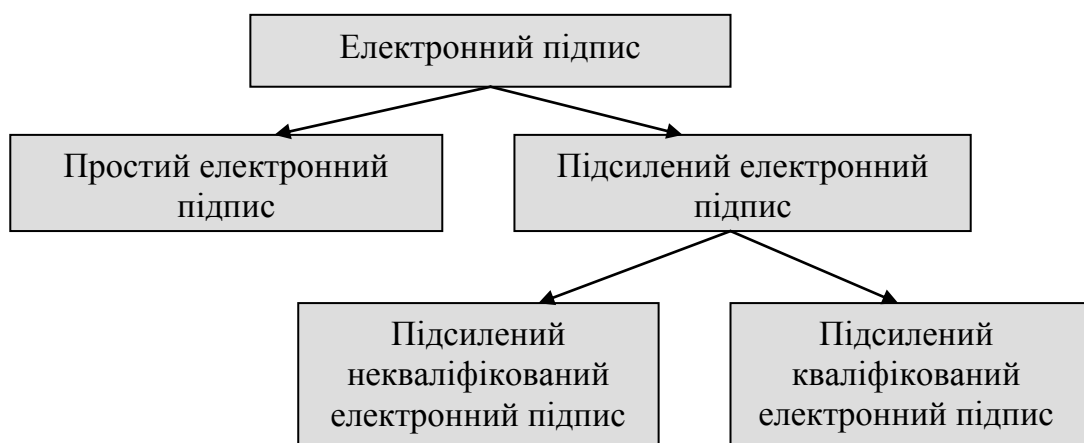 Електронний підпис
Простий електронний
підпис
Підсилений електронний
підпис
Підсилений
некваліфікований
електронний підпис
Підсилений
кваліфікований
електронний підпис